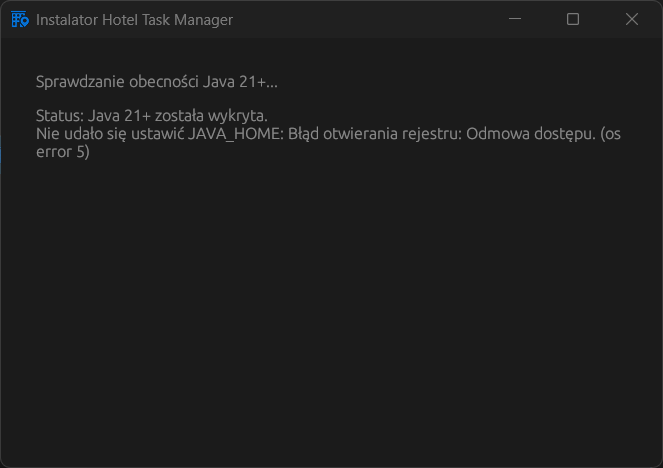 Instalator Hotel Task Manager
Sprawdzanie obecności Java 21+...
Status: Java 21+ została wykryta.
Nie udało się ustawić JAVA_HOME: Błąd otwierania rejestru: Odmowa dostępu. (os
error 5)